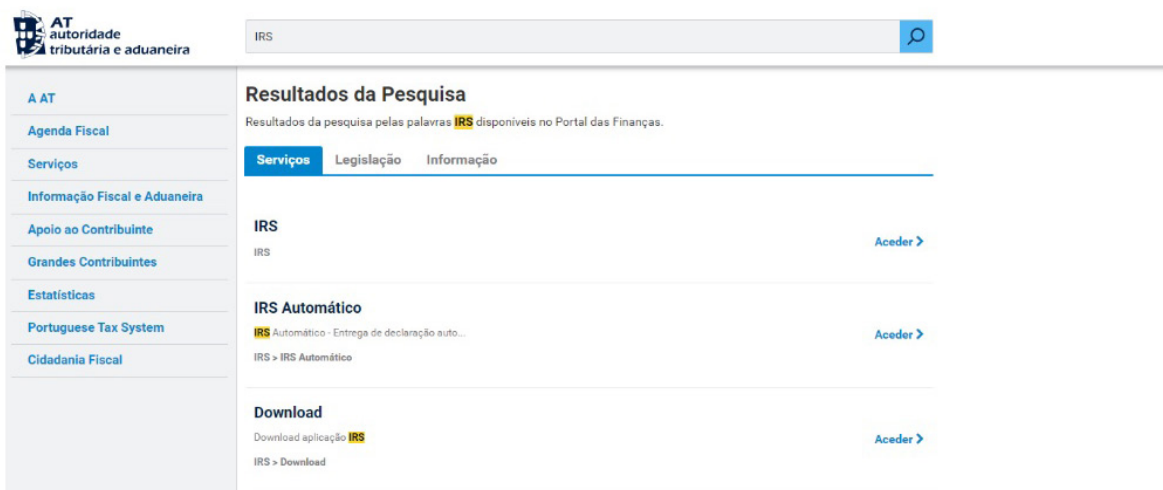 AT
autoridade
tributária e aduaneira
IRS
A AT
Agenda Fiscal
Serviços
Informação Fiscal e Aduaneira
Apoio ao Contribuinte
Grandes Contribuintes
Estatísticas
Portuguese Tax System
Cidadania Fiscal
Resultados da Pesquisa
Resultados da pesquisa pelas palavras IRS disponíveis no Portal das Finanças.
Serviços Legislação Informação
IRS
IRS
Aceder
IRS Automático
IRS Automático - Entrega de declaração auto...
IRS > IRS Automático
Aceder
Download
Download aplicação IRS
IRS > Download
Aceder